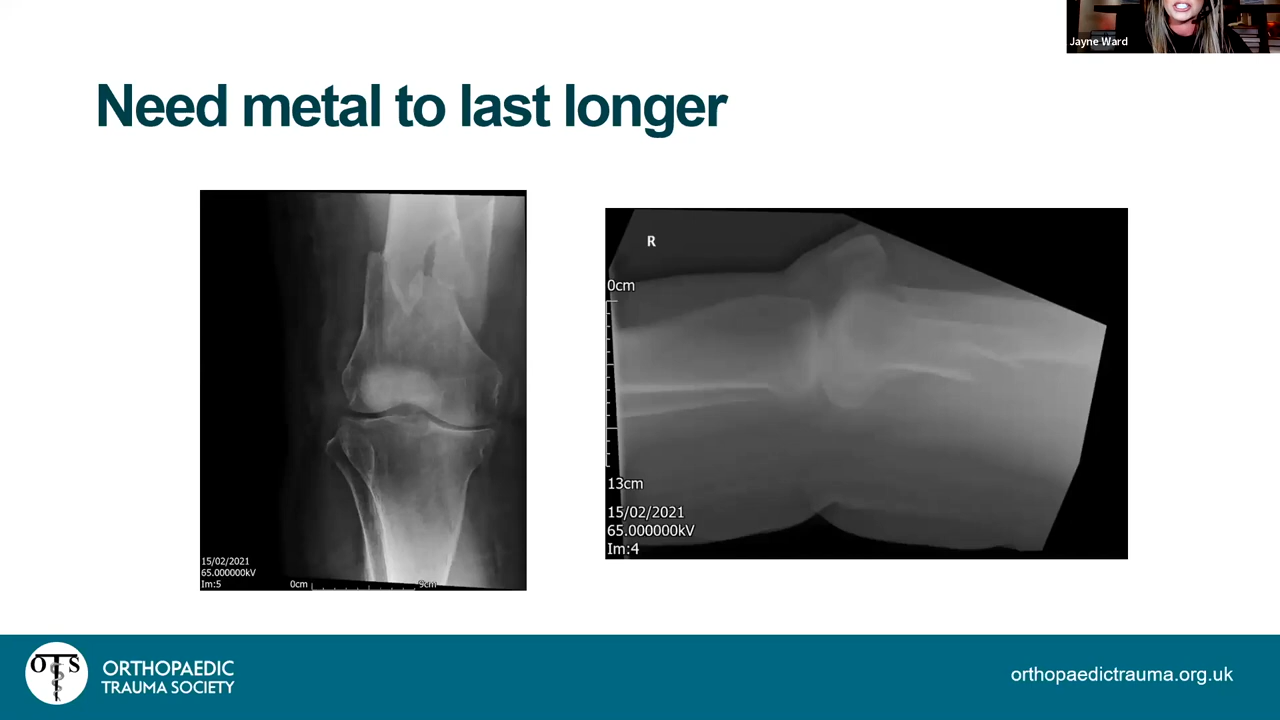 Jayne Ward
Need metal to last longer
15/02/2021
65.000000kV
Im:5
0cm
9cm
R
0cm
13cm
15/02/2021
65.000000kV
Im:4
OTS
ORTHOPAEDIC
TRAUMA SOCIETY
orthopaedictrauma.org.uk